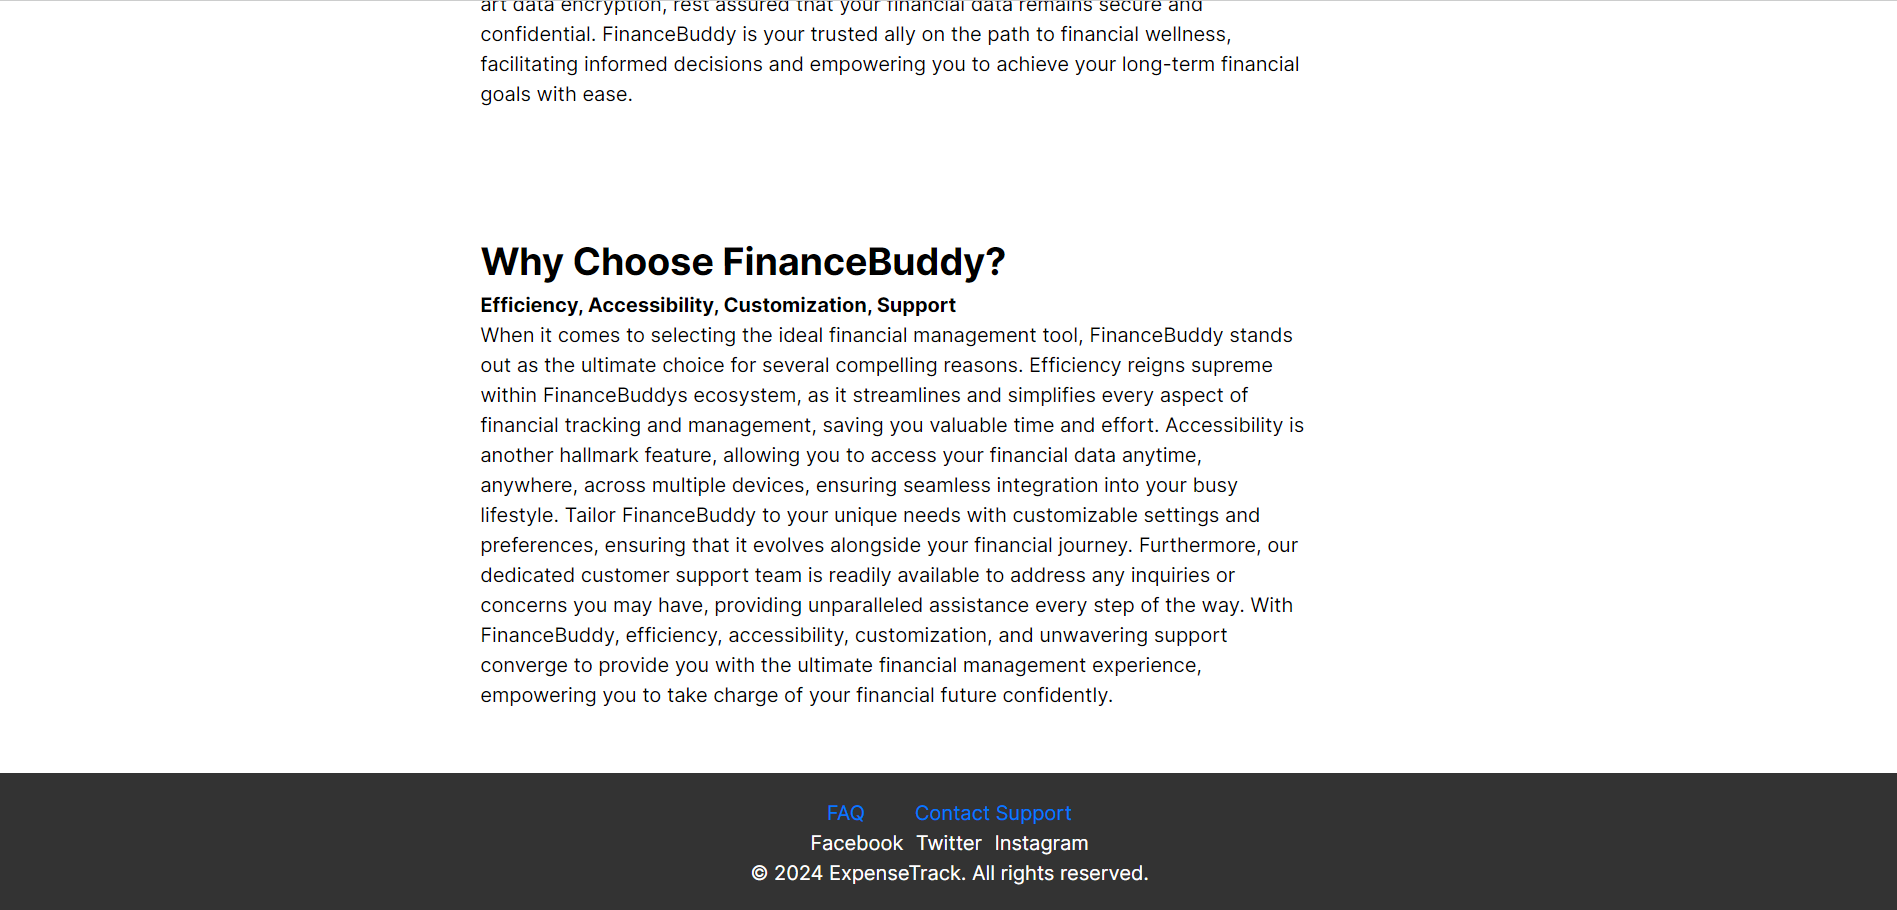 art data encryption, rest assured that your financial data remains secure and
confidential. FinanceBuddy is your trusted ally on the path to financial wellness,
facilitating informed decisions and empowering you to achieve your long-term financial
goals with ease.
Why Choose FinanceBuddy?
Efficiency, Accessibility, Customization, Support
When it comes to selecting the ideal financial management tool, FinanceBuddy stands
out as the ultimate choice for several compelling reasons. Efficiency reigns supreme
within FinanceBuddys ecosystem, as it streamlines and simplifies every aspect of
financial tracking and management, saving you valuable time and effort. Accessibility is
another hallmark feature, allowing you to access your financial data anytime,
anywhere, across multiple devices, ensuring seamless integration into your busy
lifestyle. Tailor FinanceBuddy to your unique needs with customizable settings and
preferences, ensuring that it evolves alongside your financial journey. Furthermore, our
dedicated customer support team is readily available to address any inquiries or
concerns you may have, providing unparalleled assistance every step of the way. With
FinanceBuddy, efficiency, accessibility, customization, and unwavering support
converge to provide you with the ultimate financial management experience,
empowering you to take charge of your financial future confidently.
FAQ Contact Support
Facebook Twitter Instagram
© 2024 ExpenseTrack. All rights reserved.